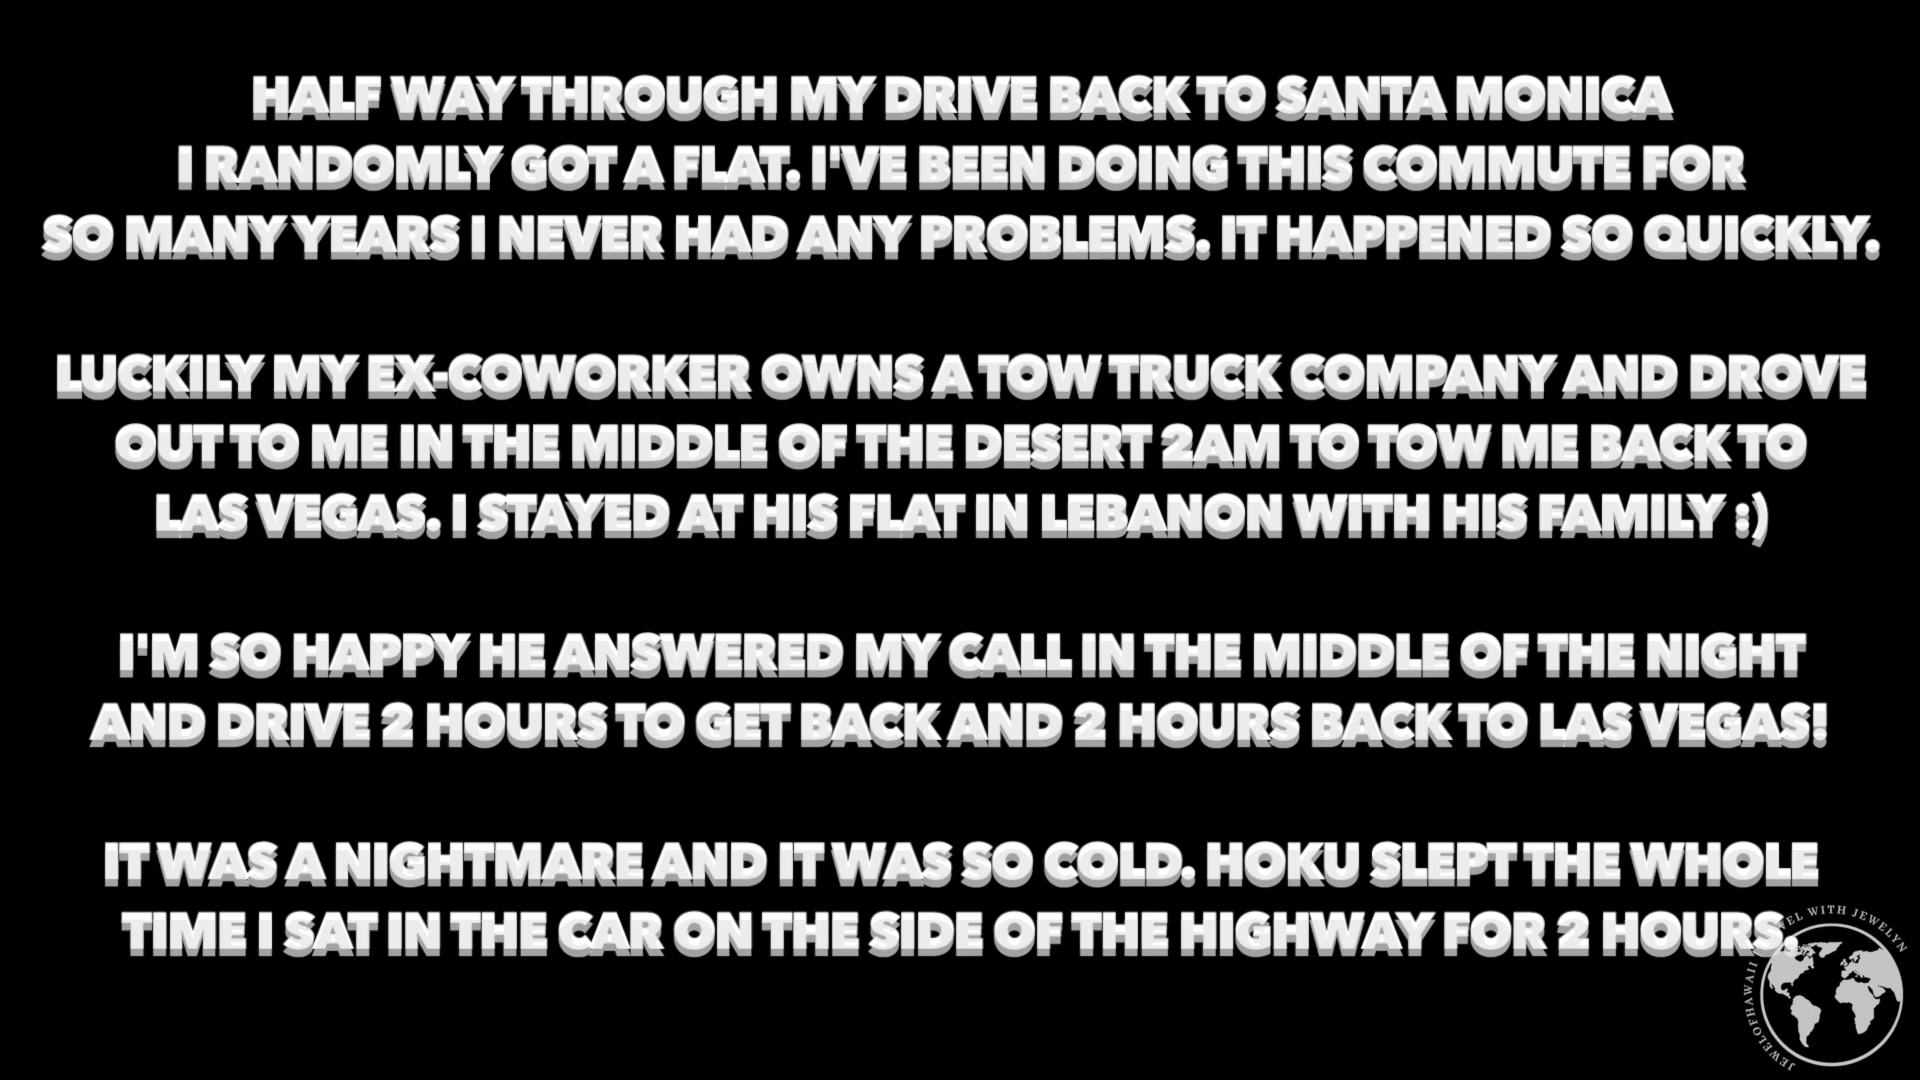 HALF WAY THROUGH MY DRIVE BACK TO SANTA MONICA
I RANDOMLY GOT A FLAT. I'VE BEEN DOING THIS COMMUTE FOR
SO MANY YEARS I NEVER HAD ANY PROBLEMS. IT HAPPENED SO QUICKLY.
LUCKILY MY EX-COWORKER OWNS A TOW TRUCK COMPANY AND DROVE
OUT TO ME IN THE MIDDLE OF THE DESERT 2AM TO TOW ME BACK TO
LAS VEGAS. I STAYED AT HIS FLAT IN LEBANON WITH HIS FAMILY :)
I'M SO HAPPY HE ANSWERED MY CALL IN THE MIDDLE OF THE NIGHT
AND DRIVE 2 HOURS TO GET BACK AND 2 HOURS BACK TO LAS VEGAS!
IT WAS A NIGHTMARE AND IT WAS SO COLD. HOKU SLEPT THE WHOLE
TIME I SAT IN THE CAR ON THE SIDE OF THE HIGHWAY FOR 2 HOURS.
WITH JEWELYN
JEWELOFHAWAII